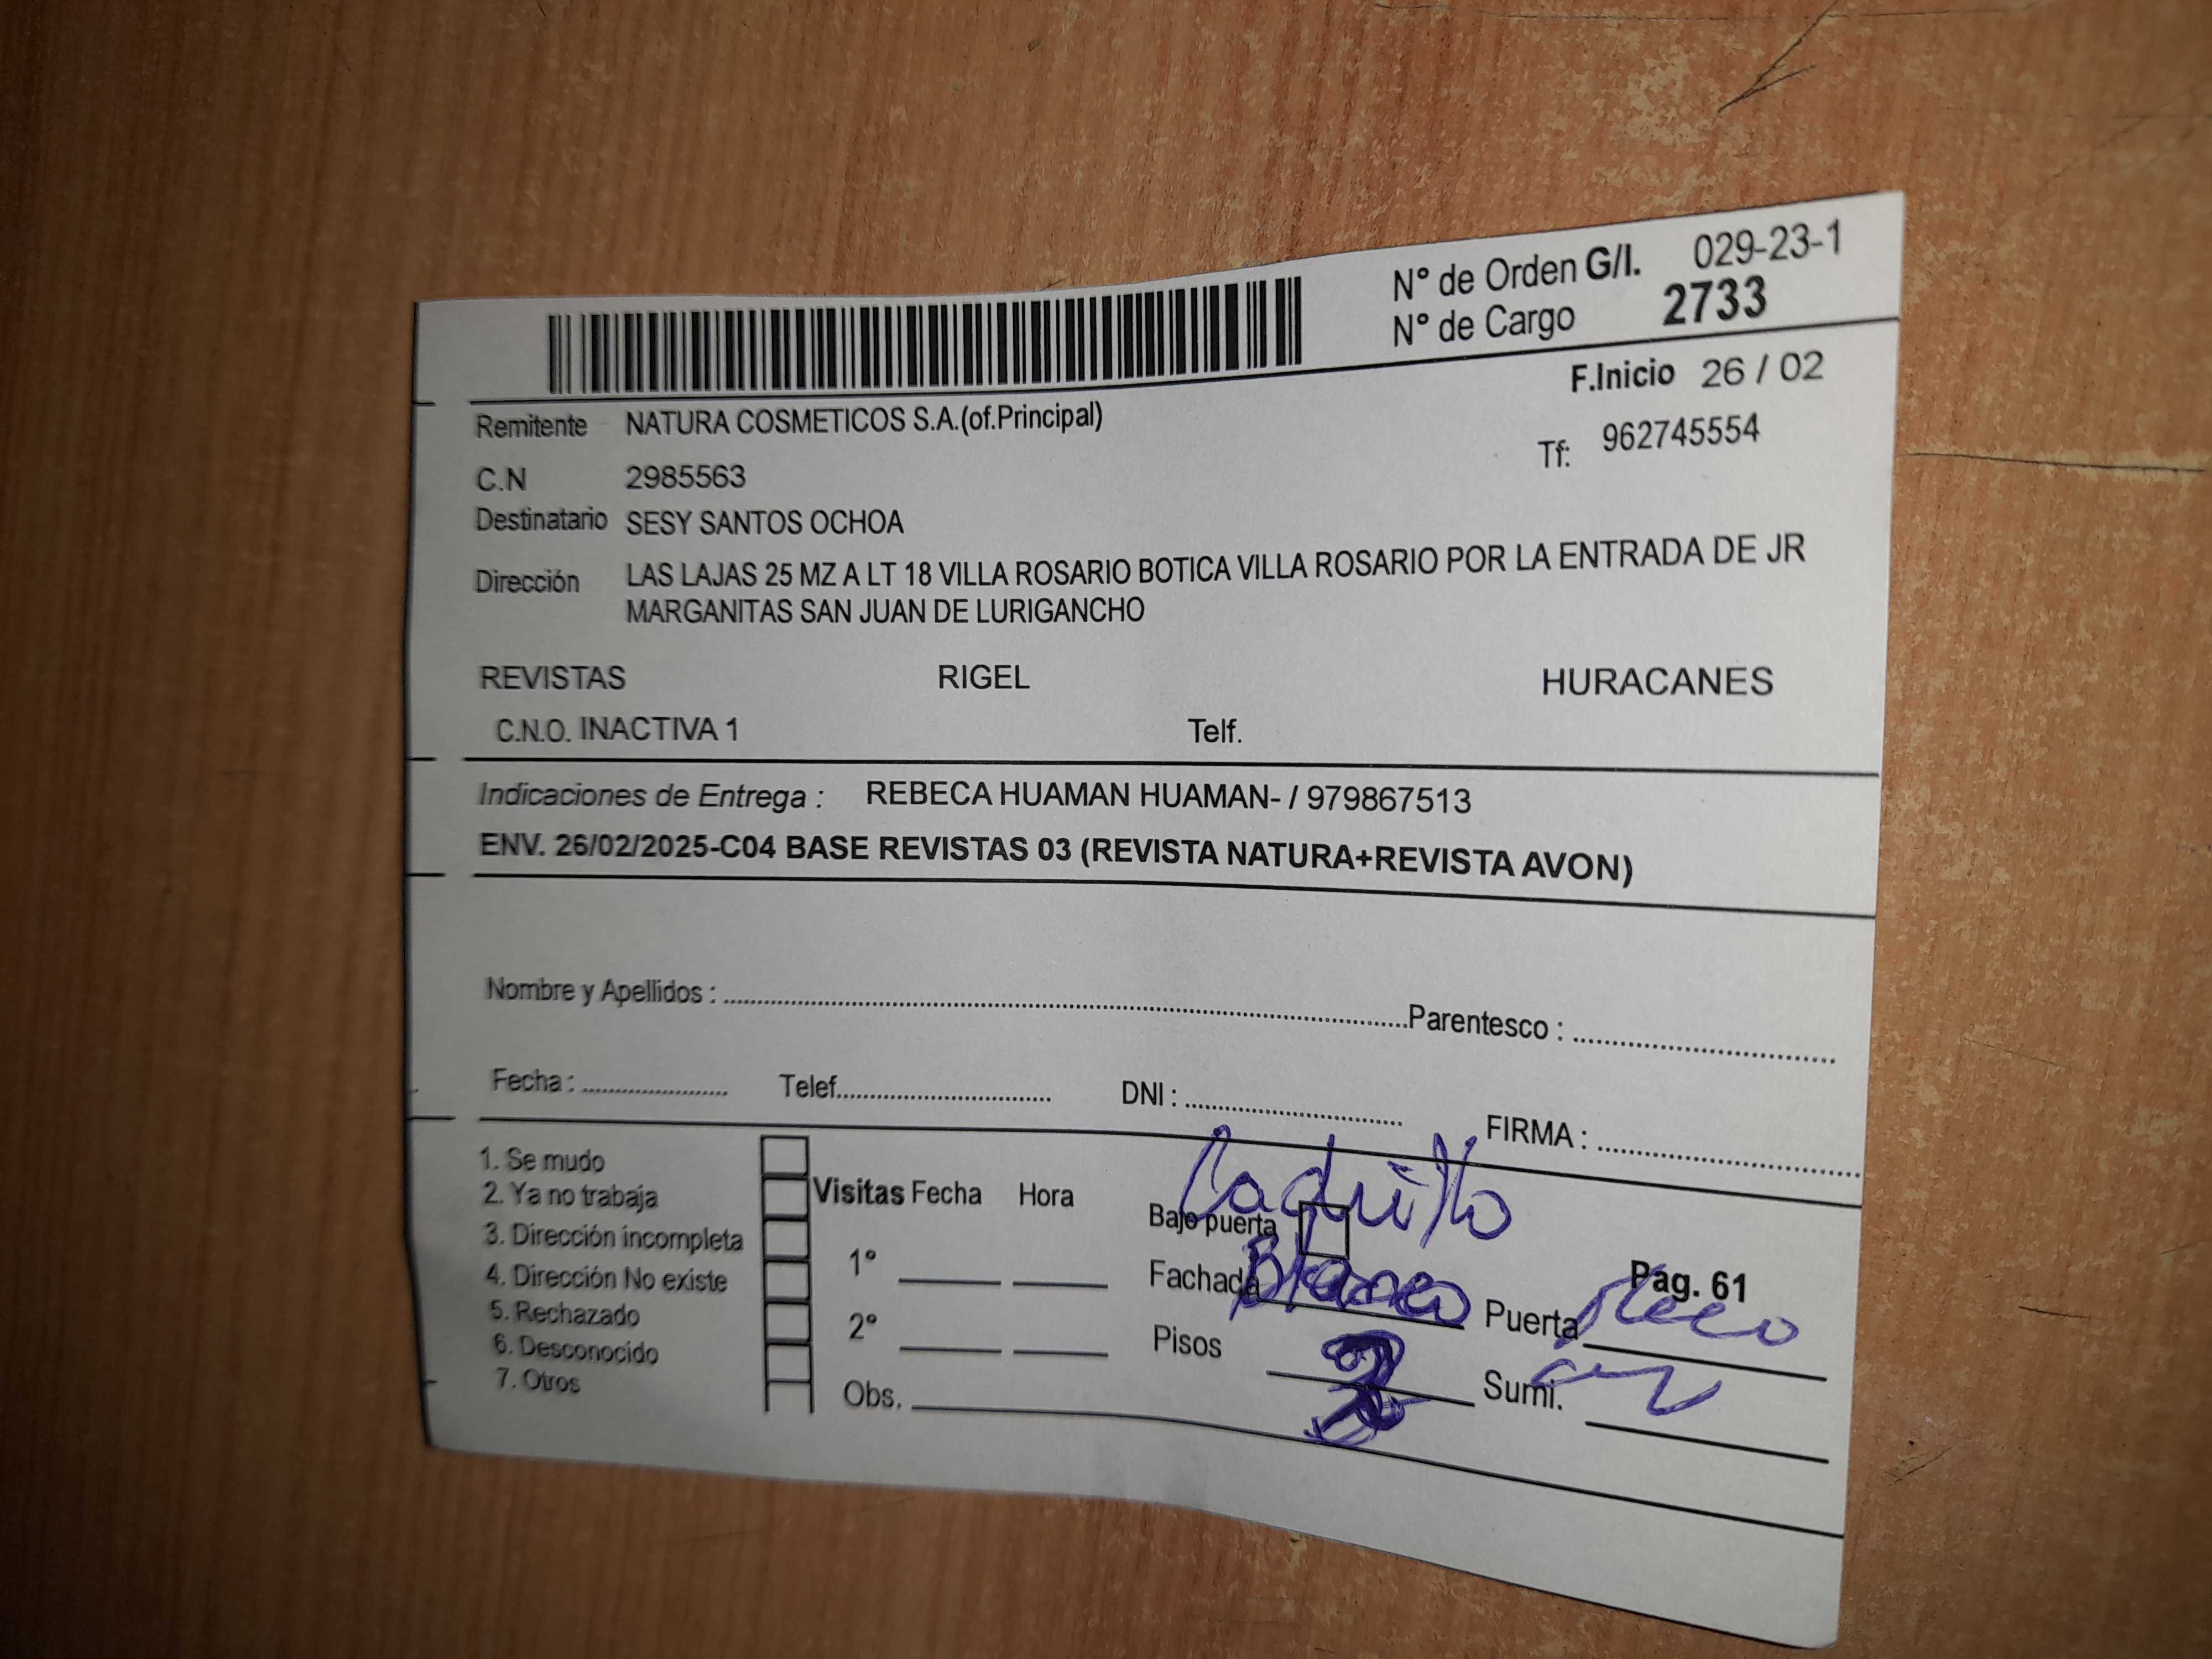 N° de Orden G/I. 029-23-1
N° de Cargo 2733
F.Inicio 26 / 02
Remitente NATURA COSMETICOS S.A.(of.Principal)
Tf: 962745554
C.N 2985563
Destinatario SESY SANTOS OCHOA
Dirección LAS LAJAS 25 MZ A LT 18 VILLA ROSARIO BOTICA VILLA ROSARIO POR LA ENTRADA DE JR
MARGANITAS SAN JUAN DE LURIGANCHO
REVISTAS RIGEL HURACANES
C.N.O. INACTIVA 1 Telf.
Indicaciones de Entrega : REBECA HUAMAN HUAMAN- / 979867513
ENV. 26/02/2025-C04 BASE REVISTAS 03 (REVISTA NATURA+REVISTA AVON)
Nombre y Apellidos : Parentesco :
Fecha : Telef. DNI : FIRMA :
1. Se mudo
2. Ya no trabaja
3. Dirección incompleta
4. Dirección No existe
5. Rechazado
6. Desconocido
7. Otros
Visitas Fecha Hora
1°
2°
Obs.
Ladrillo
Bajo puerta
Fachada Blanco
Pisos
Pag. 61
Puerta
Sumi.